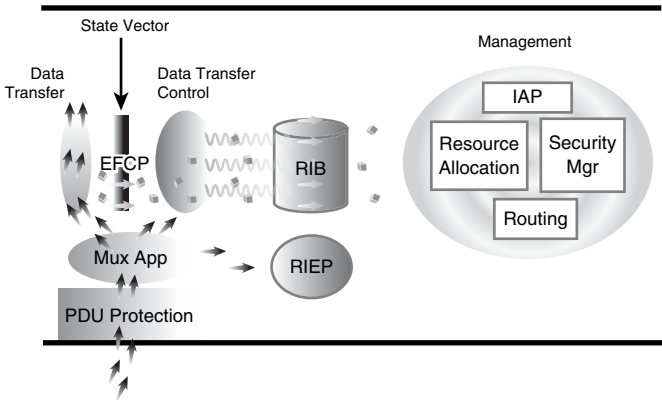 State Vector
Management
Data
Transfer
Data Transfer
Control
IAP
EFCP
RIB
Resource
Allocation
Security
Mgr
Routing
Mux App
RIEP
PDU Protection